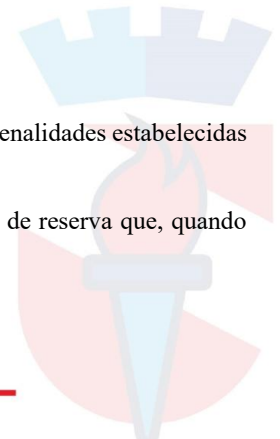 enalidades estabelecidas
de reserva que, quando